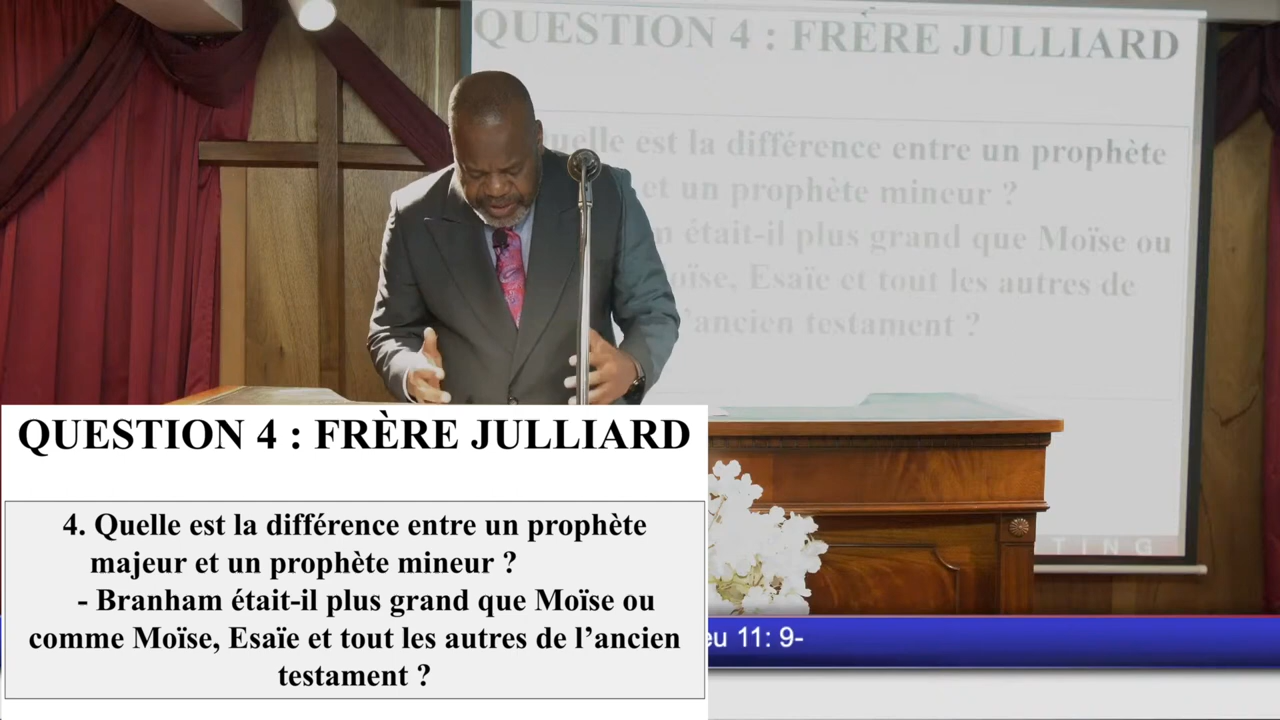 QUESTION 4 : FRÈRE JULLIARD
uelle est la différence entre un prophète
et un prophète mineur ?
était-il plus grand que Moïse ou
oïse, Esaïe et tout les autres de
'ancien testament ?
QUESTION 4 : FRÈRE JULLIARD
4. Quelle est la différence entre un prophète
majeur et un prophète mineur ?
- Branham était-il plus grand que Moïse ou
comme Moïse, Esaïe et tout les autres de l’ancien
testament ?
TING
eu 11: 9-